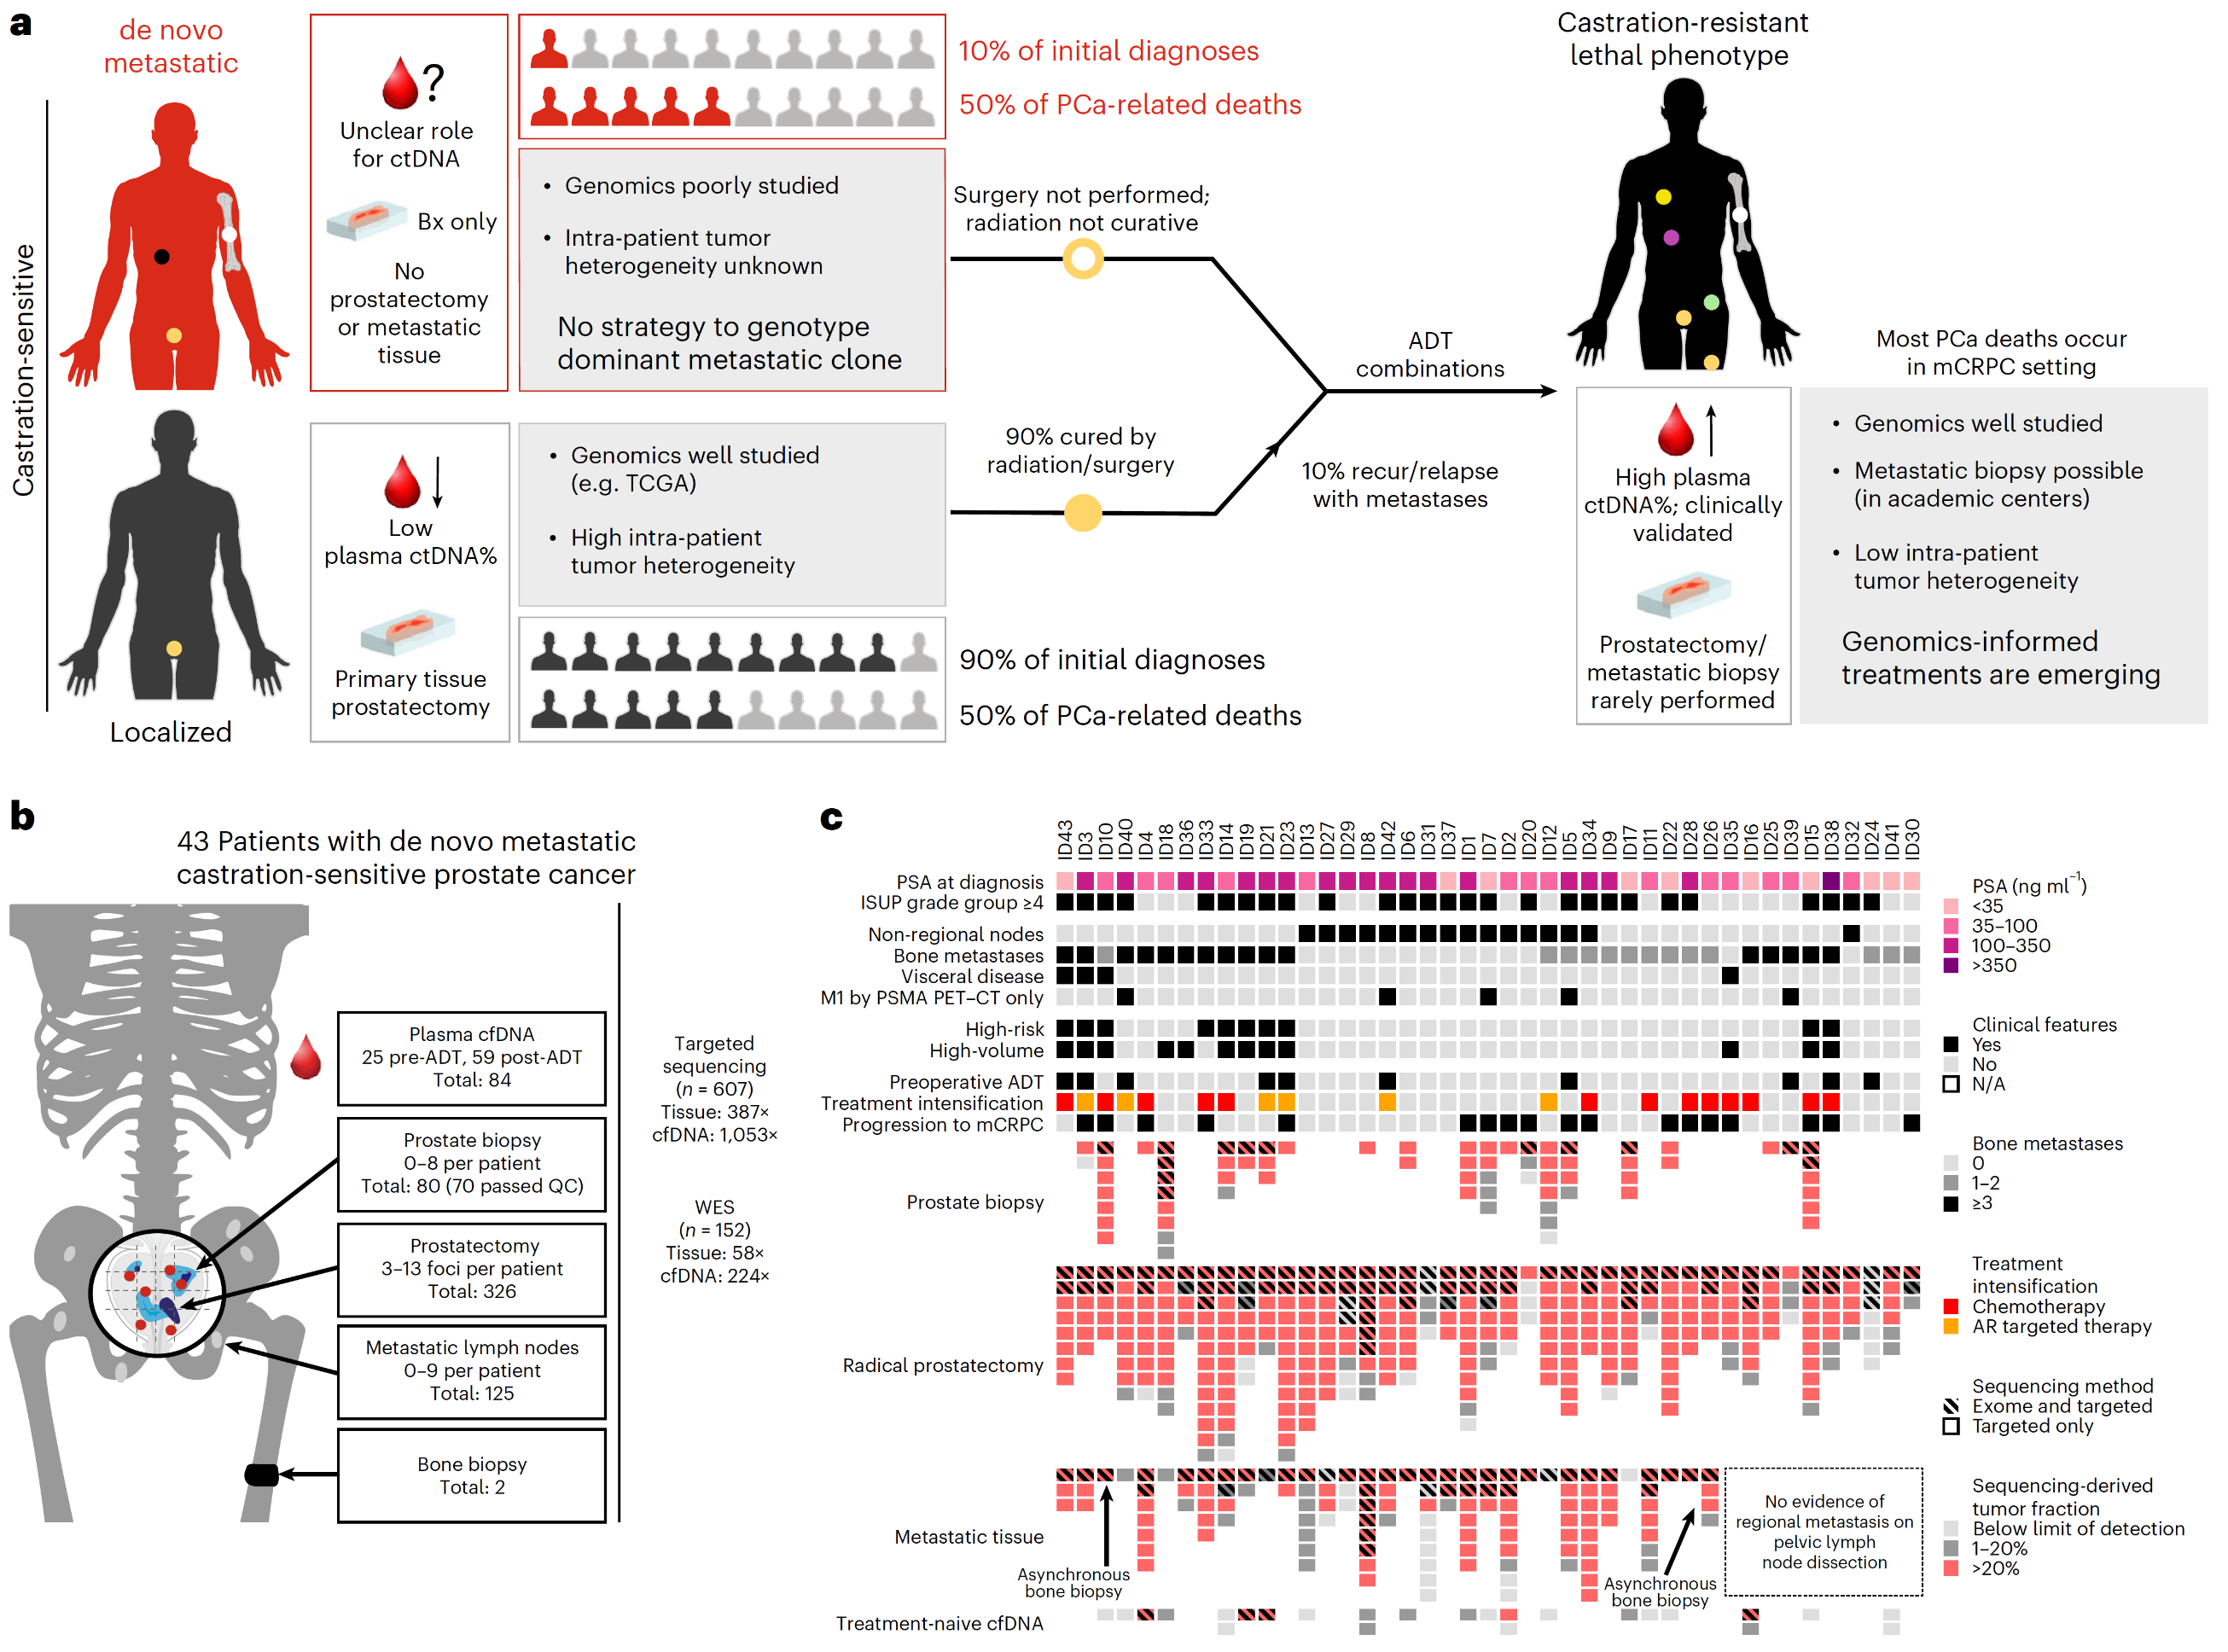 a
de novo
metastatic
Castration-sensitive
Localized
?
Unclear role
for ctDNA
Bx only
No
prostatectomy
or metastatic
tissue
10% of initial diagnoses
50% of PCa-related deaths
• Genomics poorly studied
• Intra-patient tumor
heterogeneity unknown
No strategy to genotype
dominant metastatic clone
Low
plasma ctDNA%
Primary tissue
prostatectomy
• Genomics well studied
(e.g. TCGA)
• High intra-patient
tumor heterogeneity
90% of initial diagnoses
50% of PCa-related deaths
Surgery not performed;
radiation not curative
90% cured by
radiation/surgery
10% recur/relapse
with metastases
ADT
combinations
Castration-resistant
lethal phenotype
Most PCa deaths occur
in mCRPC setting
High plasma
ctDNA%; clinically
validated
Prostatectomy/
metastatic biopsy
rarely performed
• Genomics well studied
• Metastatic biopsy possible
(in academic centers)
• Low intra-patient
tumor heterogeneity
Genomics-informed
treatments are emerging
b
43 Patients with de novo metastatic
castration-sensitive prostate cancer
Plasma cfDNA
25 pre-ADT, 59 post-ADT
Total: 84
Prostate biopsy
0–8 per patient
Total: 80 (70 passed QC)
Prostatectomy
3–13 foci per patient
Total: 326
Metastatic lymph nodes
0–9 per patient
Total: 125
Bone biopsy
Total: 2
Targeted
sequencing
(n = 607)
Tissue: 387×
cfDNA: 1,053×
WES
(n = 152)
Tissue: 58×
cfDNA: 224×
c
ID43 ID3 ID10 ID40 ID4 ID18 ID36 ID33 ID14 ID19 ID21 ID23 ID13 ID27 ID29 ID8 ID42 ID6 ID31 ID37 ID1 ID7 ID2 ID20 ID12 ID5 ID34 ID9 ID17 ID11 ID22 ID28 ID26 ID35 ID16 ID25 ID39 ID15 ID38 ID32 ID24 ID41 ID30
PSA at diagnosis
ISUP grade group ≥4
Non-regional nodes
Bone metastases
Visceral disease
M1 by PSMA PET–CT only
High-risk
High-volume
Preoperative ADT
Treatment intensification
Progression to mCRPC
Prostate biopsy
Radical prostatectomy
Metastatic tissue
Asynchronous
bone biopsy
Asynchronous
bone biopsy
No evidence of
regional metastasis on
pelvic lymph
node dissection
Treatment-naive cfDNA
PSA (ng ml⁻¹)
<35
35–100
100–350
>350
Clinical features
Yes
No
N/A
Bone metastases
0
1–2
≥3
Treatment
intensification
Chemotherapy
AR targeted therapy
Sequencing method
Exome and targeted
Targeted only
Sequencing-derived
tumor fraction
Below limit of detection
1–20%
>20%